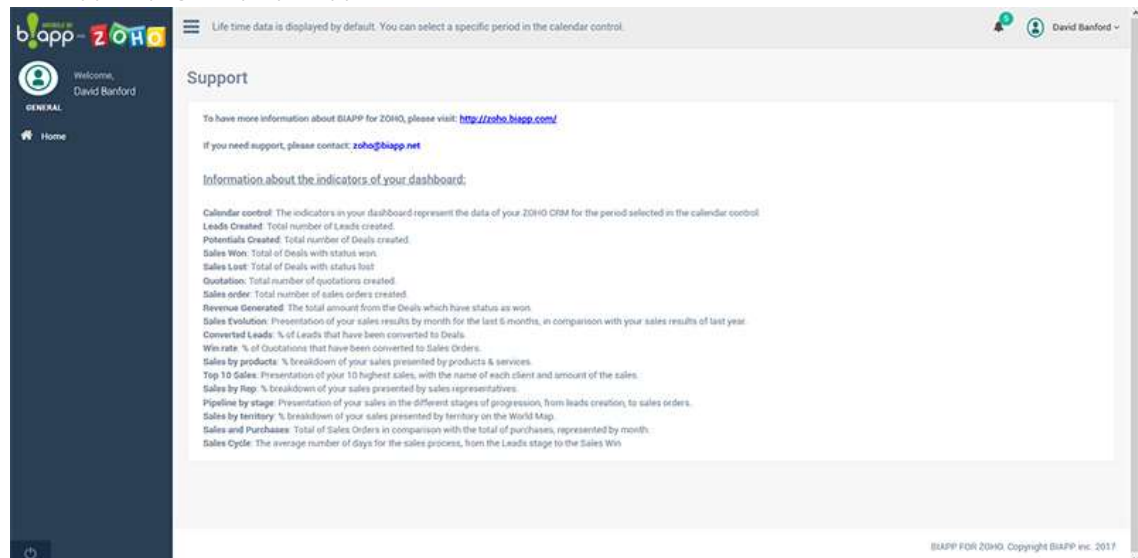 b!app-ZOHO
Life time data is displayed by default. You can select a specific period in the calendar control.
David Banford
Welcome,
David Banford
GENERAL
Home
Support
To have more information about BIAPP for ZOHO, please visit: http://zoho.biapp.com/
If you need support, please contact: zoho@biapp.net
Information about the indicators of your dashboard:
Calendar control: The indicators in your dashboard represent the data of your ZOHO CRM for the period selected in the calendar control.
Leads Created: Total number of Leads created.
Potentials Created: Total number of Deals created.
Sales Won: Total of Deals with status won.
Sales Lost: Total of Deals with status lost
Quotation: Total number of quotations created.
Sales order: Total number of sales orders created.
Revenue Generated: The total amount from the Deals which have status as won.
Sales Evolution: Presentation of your sales results by month for the last 6 months, in comparison with your sales results of last year.
Converted Leads: % of Leads that have been converted to Deals.
Win rate: % of Quotations that have been converted to Sales Orders.
Sales by products: % breakdown of your sales presented by products & services.
Top 10 Sales: Presentation of your 10 highest sales, with the name of each client and amount of the sales.
Sales by Rep: % breakdown of your sales presented by sales representatives.
Pipeline by stage: Presentation of your sales in the different stages of progression, from leads creation, to sales orders.
Sales by territory: % breakdown of your sales presented by territory on the World Map.
Sales and Purchases: Total of Sales Orders in comparison with the total of purchases, represented by month.
Sales Cycle: The average number of days for the sales process, from the Leads stage to the Sales Win
BIAPP FOR ZOHO. Copyright BIAPP inc. 2017